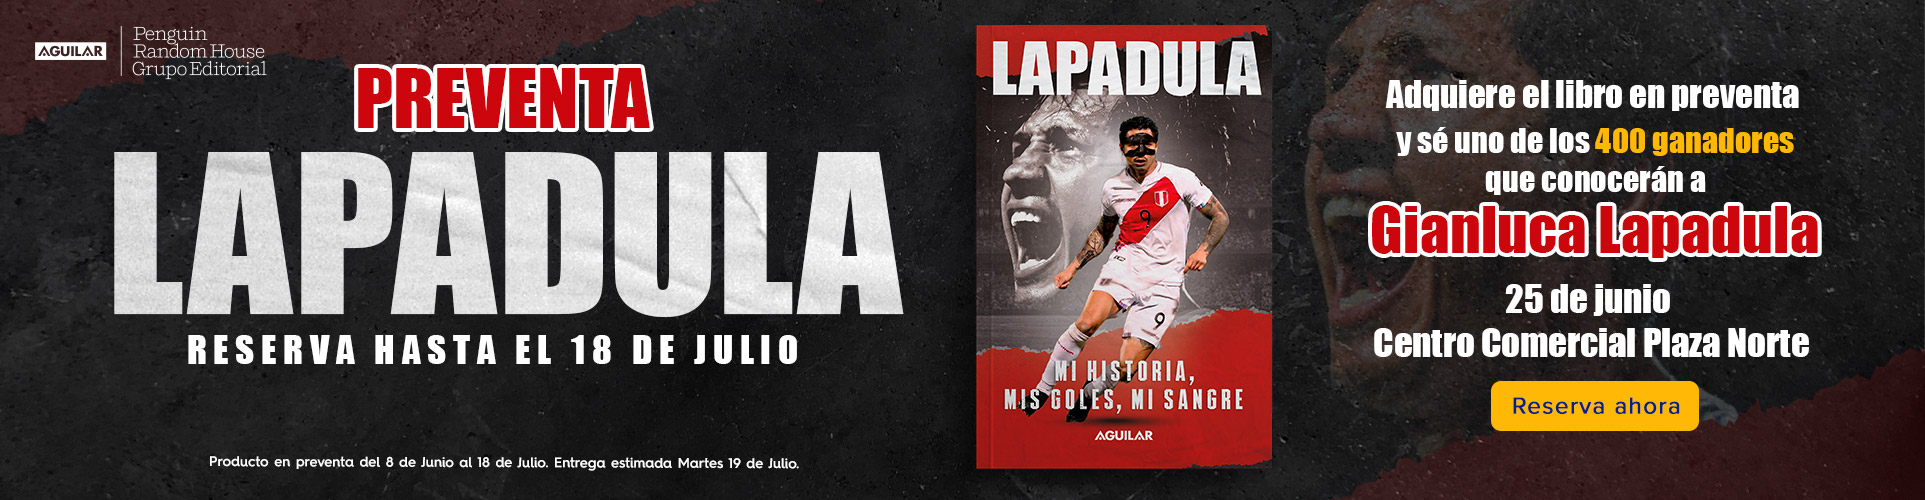 AGUILAR
Penguin
Random House
Grupo Editorial
PREVENTA
LAPADULA
RESERVA HASTA EL 18 DE JULIO
Producto en preventa del 8 de Junio al 18 de Julio. Entrega estimada Martes 19 de Julio.
LAPADULA
9
9
MI HISTORIA,
MIS GOLES, MI SANGRE
AGUILAR
Adquiere el libro en preventa
y sé uno de los 400 ganadores
que conocerán a
Gianluca Lapadula
25 de junio
Centro Comercial Plaza Norte
Reserva ahora